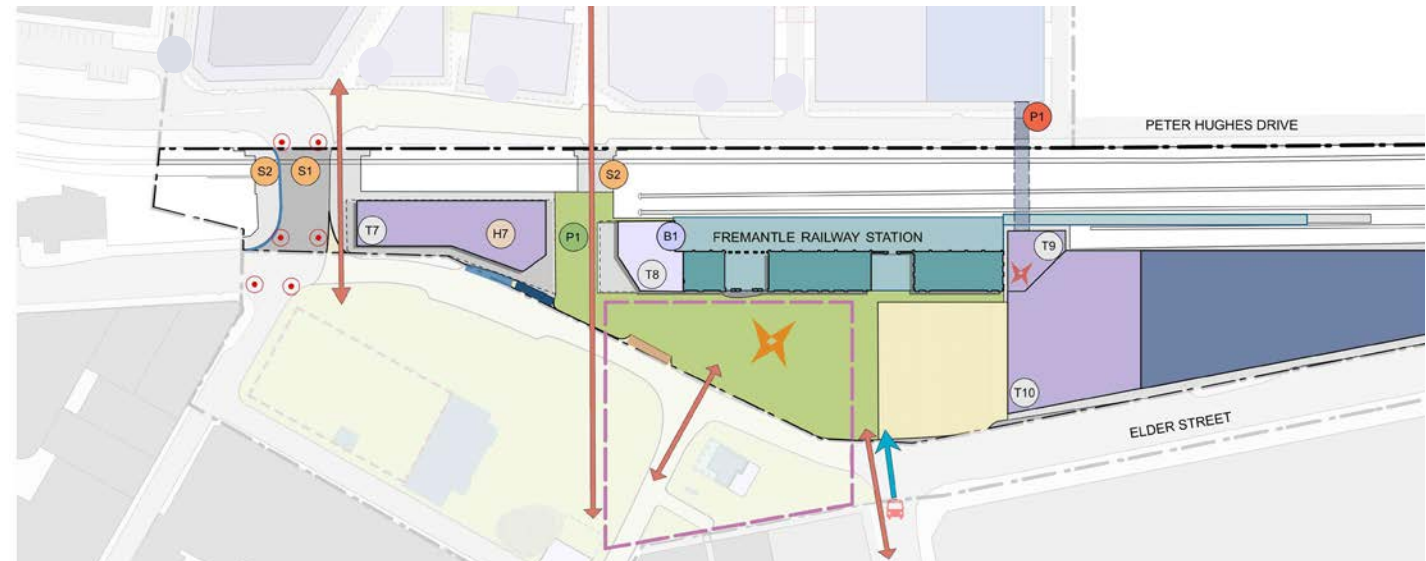 P1
PETER HUGHES DRIVE
S2
S1
S2
T7
H7
P1
B1
FREMANTLE RAILWAY STATION
T8
T9
T10
ELDER STREET